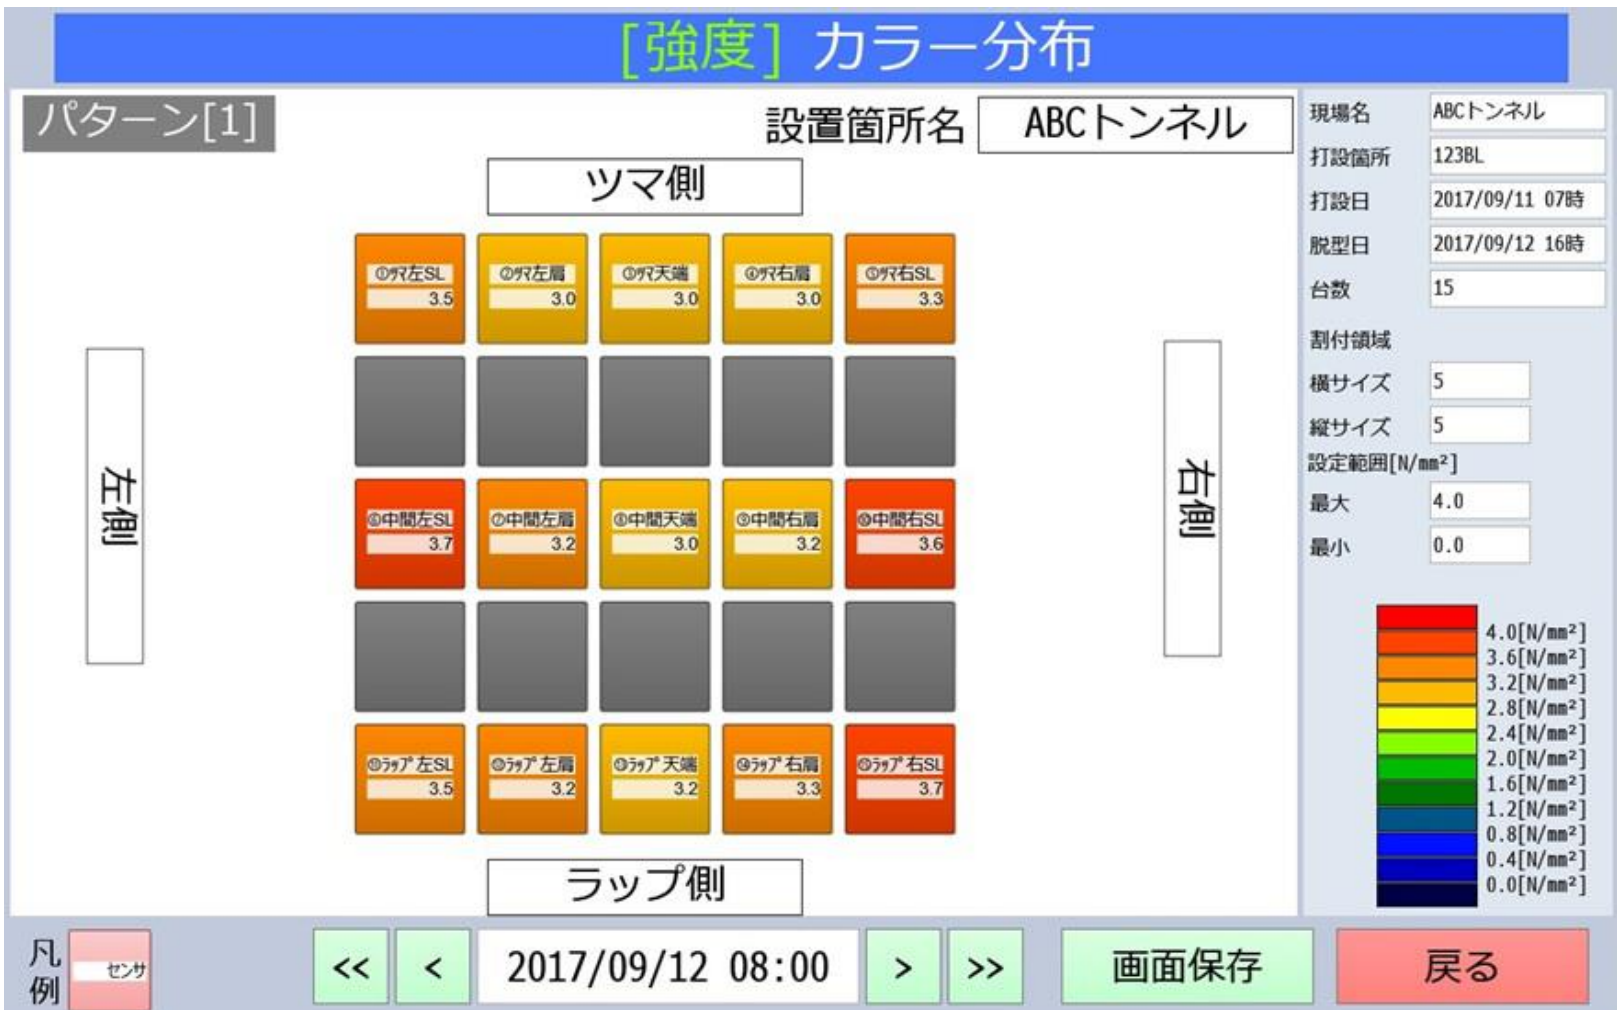 [強度] カラー分布
パターン[1]
設置箇所名 ABCトンネル
ツマ側
左側
右側
①ﾂﾏ左SL
3.5
②ﾂﾏ左肩
3.0
③ﾂﾏ天端
3.0
④ﾂﾏ右肩
3.0
⑤ﾂﾏ右SL
3.3
⑥中間左SL
3.7
⑦中間左肩
3.2
⑧中間天端
3.0
⑨中間右肩
3.2
⑩中間右SL
3.6
⑪ﾗｯﾌﾟ左SL
3.5
⑫ﾗｯﾌﾟ左肩
3.2
⑬ﾗｯﾌﾟ天端
3.2
⑭ﾗｯﾌﾟ右肩
3.3
⑮ﾗｯﾌﾟ右SL
3.7
ラップ側
現場名 ABCトンネル
打設箇所 123BL
打設日 2017/09/11 07時
脱型日 2017/09/12 16時
台数 15
割付領域
横サイズ 5
縦サイズ 5
設定範囲[N/mm²]
最大 4.0
最小 0.0
4.0[N/mm²]
3.6[N/mm²]
3.2[N/mm²]
2.8[N/mm²]
2.4[N/mm²]
2.0[N/mm²]
1.6[N/mm²]
1.2[N/mm²]
0.8[N/mm²]
0.4[N/mm²]
0.0[N/mm²]
凡例 センサ
<< < 2017/09/12 08:00 > >> 画面保存 戻る